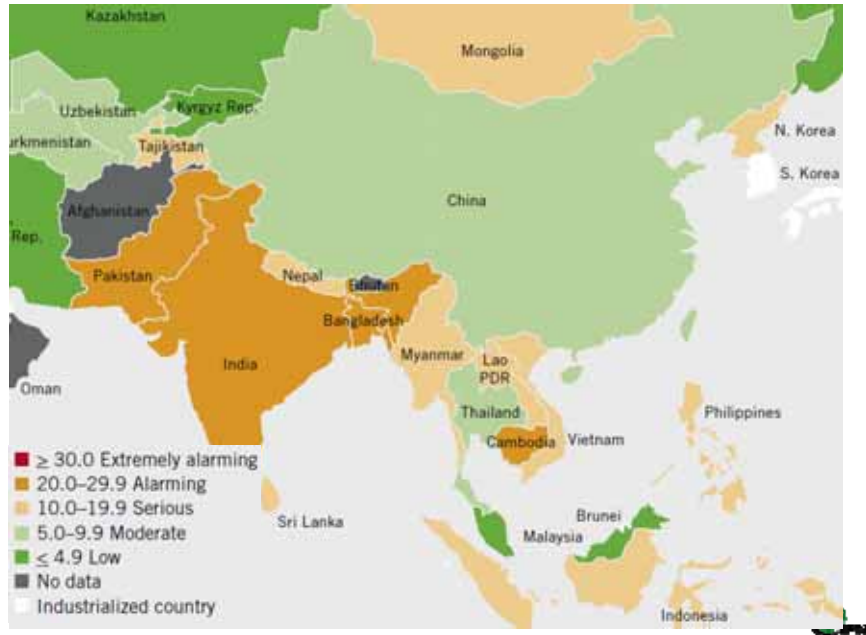 Kazakhstan
Mongolia
Uzbekistan
Kyrgyz Rep.
urkmenistan
Tajikistan
N. Korea
S. Korea
China
Afghanistan
Rep.
Pakistan
Nepal
Bhutan
Bangladesh
India
Myanmar
Lao
PDR
Oman
Thailand
Philippines
Cambodia
Vietnam
≥ 30.0 Extremely alarming
20.0–29.9 Alarming
10.0–19.9 Serious
Sri Lanka
Brunei
5.0–9.9 Moderate
Malaysia
≤ 4.9 Low
No data
Industrialized country
Indonesia